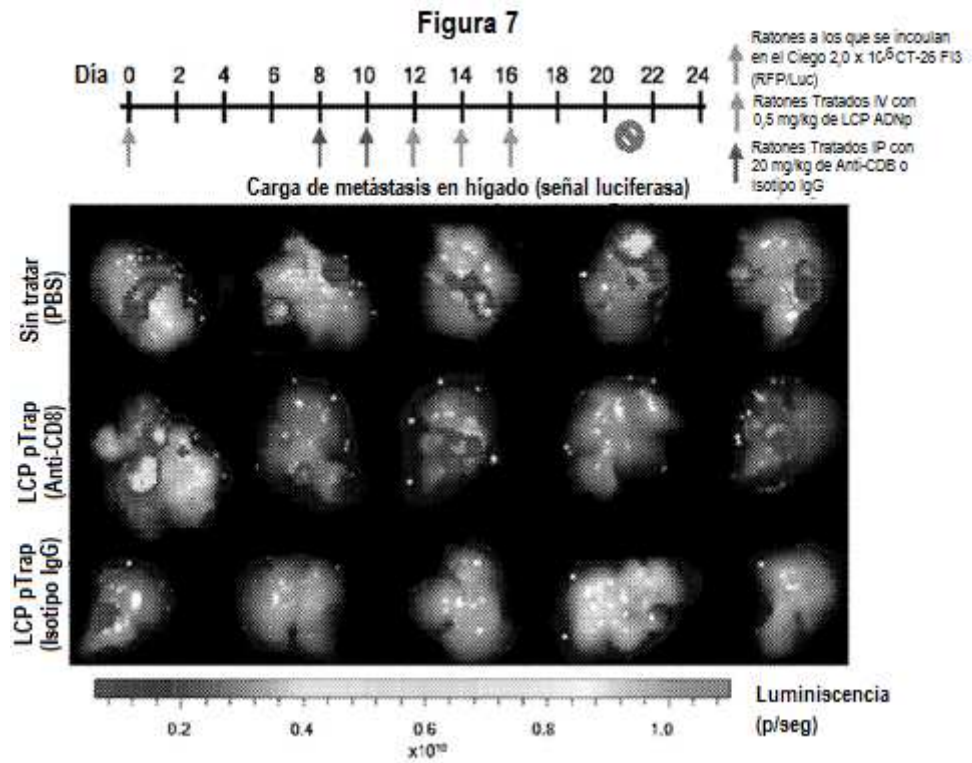 Figura 7
Día 0 2 4 6 8 10 12 14 16 18 20 22 24
Ratones a los que se inoculan
en el Ciego 2,0 x 10⁶ CT-26 Fl3
(RFP/Luc)
Ratones Tratados IV con
0,5 mg/kg de LCP ADNp
Ratones Tratados IP con
20 mg/kg de Anti-CD8 o
Isotipo IgG
Carga de metástasis en hígado (señal luciferasa)
Sin tratar
(PBS)
LCP pTrap
(Anti-CD8)
LCP pTrap
(Isotipo IgG)
0.2 0.4 0.6 0.8 1.0
x10¹⁰
Luminiscencia
(p/seg)